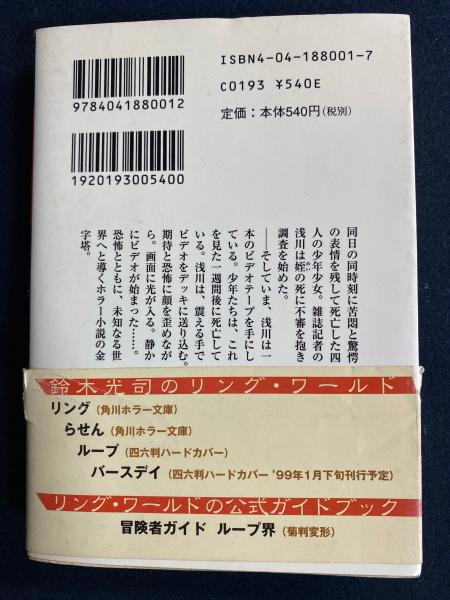 ISBN4-04-188001-7
C0193 ¥540E
定価：本体540円（税別）
9784041880012
1920193005400
同日の同時刻に苦悶と驚愕
の表情を残して死亡した四
人の少年少女。雑誌記者の
浅川は姪の死に不審を抱き
調査を始めた。
――そしていま、浅川は一
本のビデオテープを手にし
ている。少年たちは、これ
を見た一週間後に死亡して
いる。浅川は、震える手で
ビデオをデッキに送り込む。
期待と恐怖に顔を歪めなが
ら。画面に光が入る。静か
にビデオが始まった……。
恐怖とともに、未知なる世
界へと導くホラー小説の金
字塔。
鈴木光司のリング・ワールド
リング（角川ホラー文庫）
らせん（角川ホラー文庫）
ループ（四六判ハードカバー）
バースデイ（四六判ハードカバー '99年1月下旬刊行予定）
リング・ワールドの公式ガイドブック
冒険者ガイド ループ界（菊判変形）